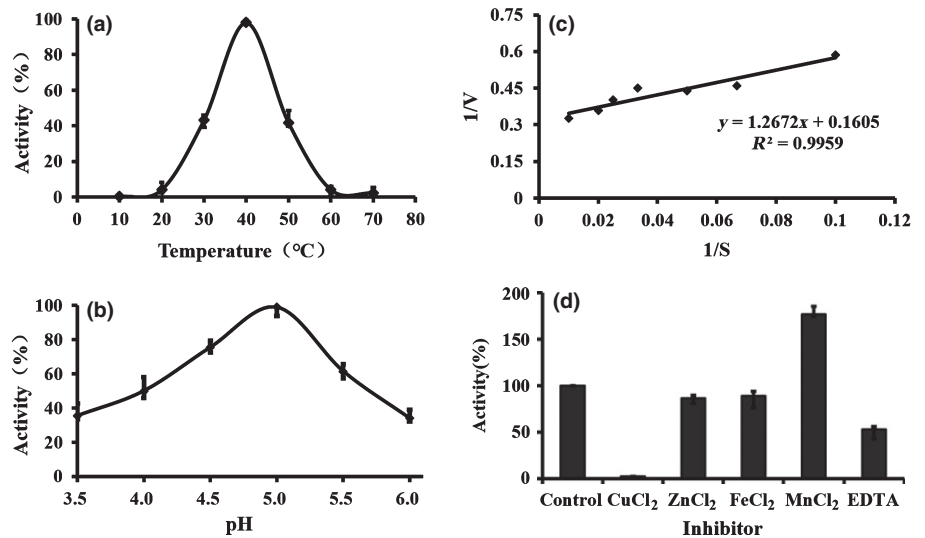 (a)
100
80
60
40
20
0
Activity（%）
0 10 20 30 40 50 60 70 80
Temperature（°C）
(c)
0.75
0.6
0.45
0.3
0.15
0
1/V
y = 1.2672x + 0.1605
R² = 0.9959
0 0.02 0.04 0.06 0.08 0.1 0.12
1/S
(b)
100
80
60
40
20
0
Activity（%）
3.5 4.0 4.5 5.0 5.5 6.0
pH
(d)
200
150
100
50
0
Activity(%)
Control CuCl₂ ZnCl₂ FeCl₂ MnCl₂ EDTA
Inhibitor